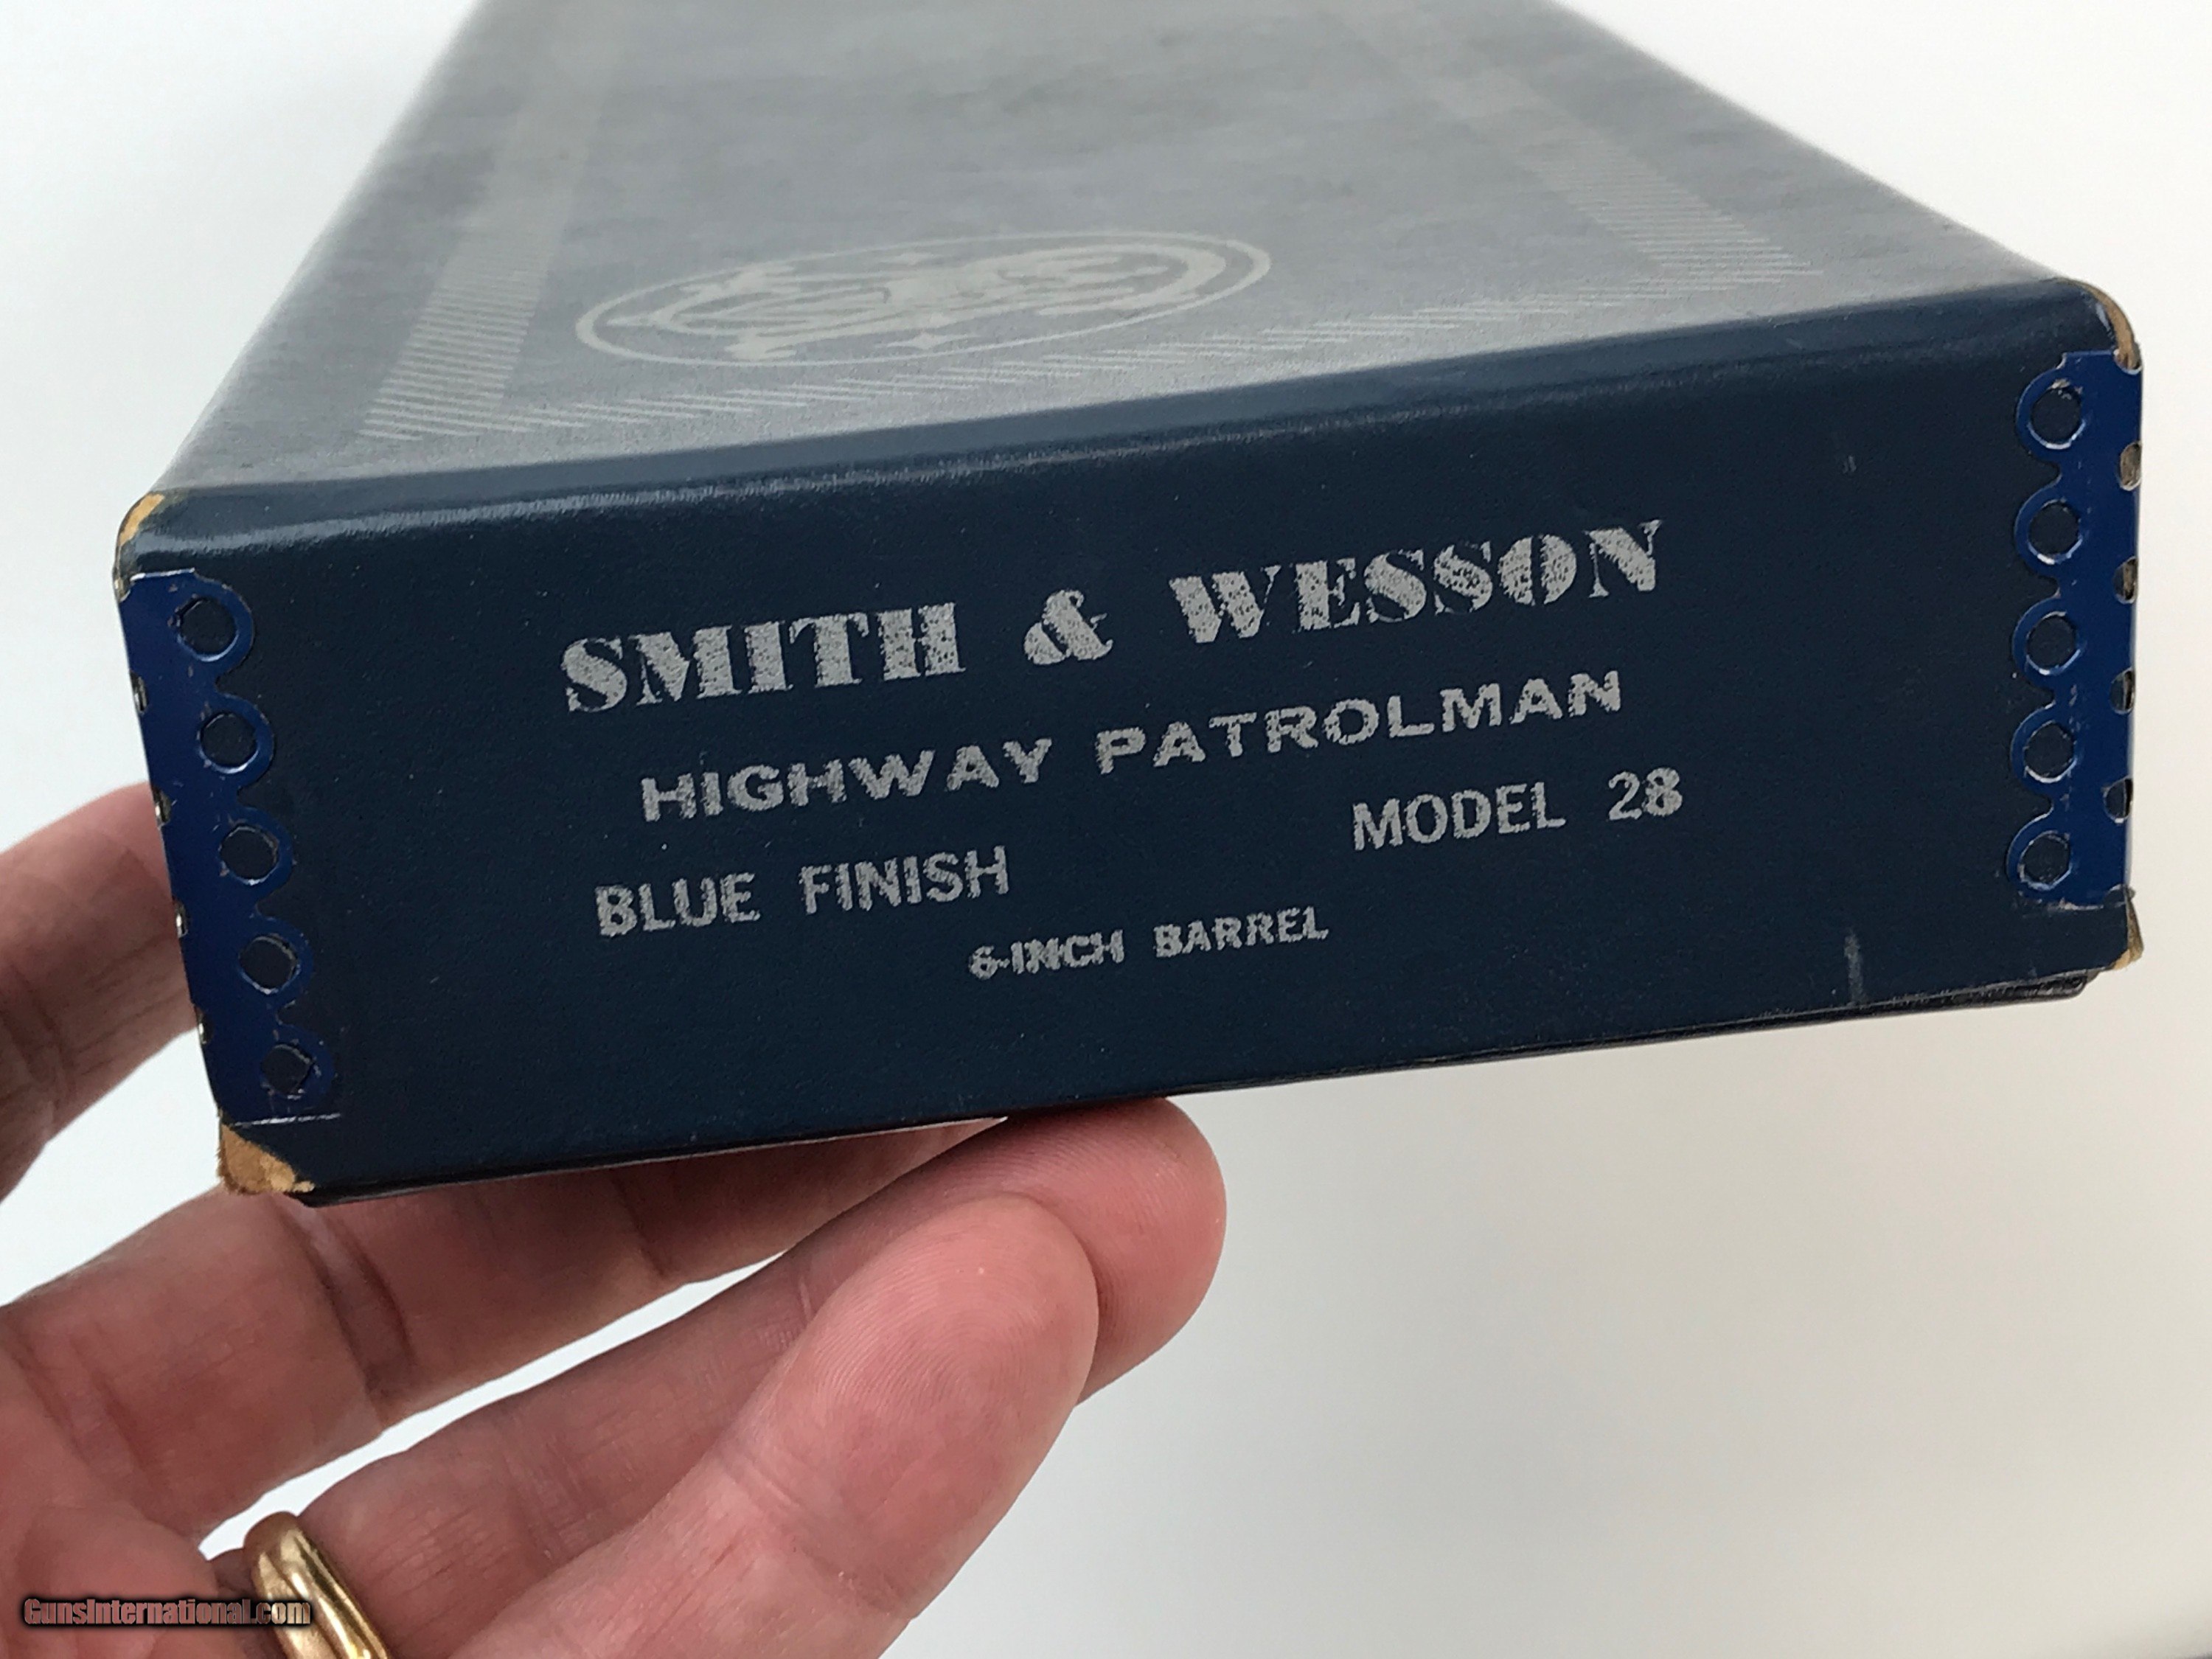 SMITH & WESSON
HIGHWAY PATROLMAN
BLUE FINISH MODEL 28
6-INCH BARREL
GunsInternational.com